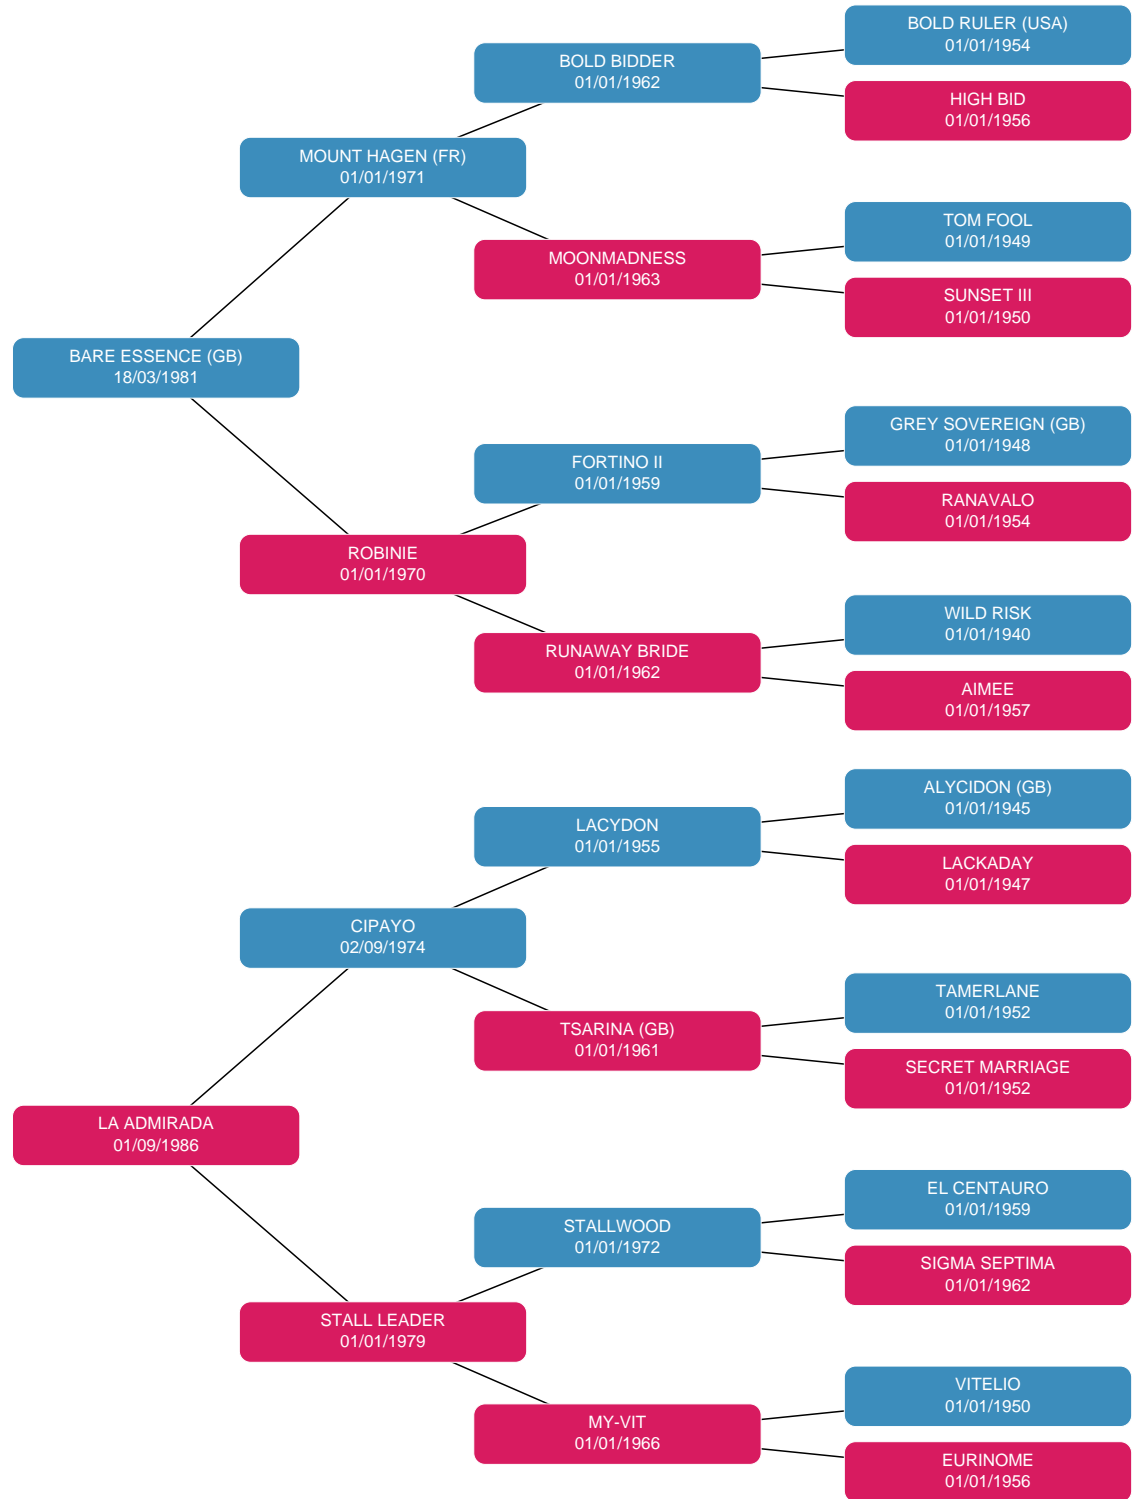 BOLD RULER (USA)
01/01/1954
BOLD BIDDER
01/01/1962
HIGH BID
01/01/1956
MOUNT HAGEN (FR)
01/01/1971
TOM FOOL
01/01/1949
MOONMADNESS
01/01/1963
SUNSET III
01/01/1950
BARE ESSENCE (GB)
18/03/1981
GREY SOVEREIGN (GB)
01/01/1948
FORTINO II
01/01/1959
RANAVALO
01/01/1954
ROBINIE
01/01/1970
WILD RISK
01/01/1940
RUNAWAY BRIDE
01/01/1962
AIMEE
01/01/1957
ALYCIDON (GB)
01/01/1945
LACYDON
01/01/1955
LACKADAY
01/01/1947
CIPAYO
02/09/1974
TAMERLANE
01/01/1952
TSARINA (GB)
01/01/1961
SECRET MARRIAGE
01/01/1952
LA ADMIRADA
01/09/1986
EL CENTAURO
01/01/1959
STALLWOOD
01/01/1972
SIGMA SEPTIMA
01/01/1962
STALL LEADER
01/01/1979
VITELIO
01/01/1950
MY-VIT
01/01/1966
EURINOME
01/01/1956